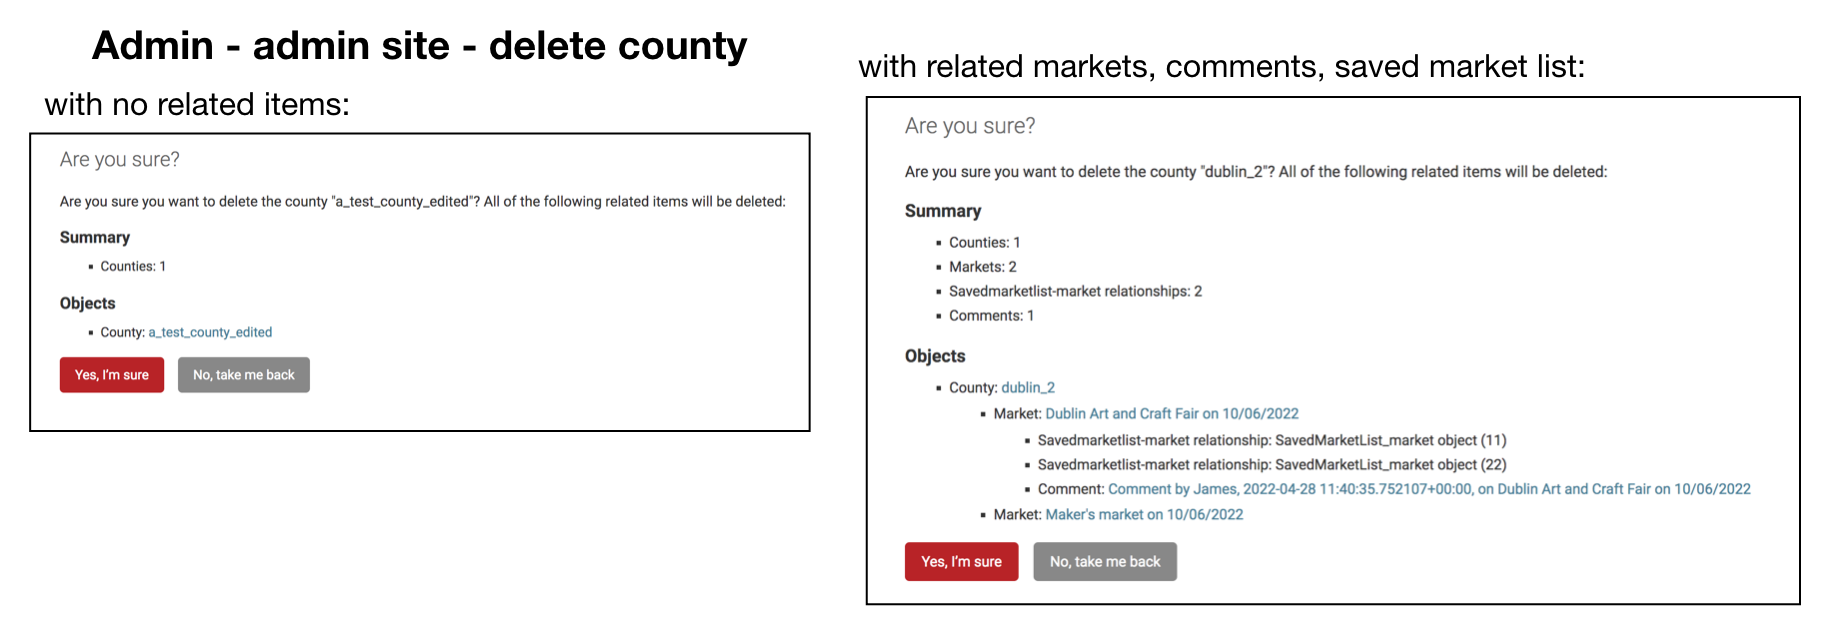 Admin - admin site - delete county
with no related items:
Are you sure?
Are you sure you want to delete the county "a_test_county_edited"? All of the following related items will be deleted:
Summary
▪ Counties: 1
Objects
▪ County: a_test_county_edited
Yes, I'm sure
No, take me back
with related markets, comments, saved market list:
Are you sure?
Are you sure you want to delete the county "dublin_2"? All of the following related items will be deleted:
Summary
▪ Counties: 1
▪ Markets: 2
▪ Savedmarketlist-market relationships: 2
▪ Comments: 1
Objects
▪ County: dublin_2
▪ Market: Dublin Art and Craft Fair on 10/06/2022
▪ Savedmarketlist-market relationship: SavedMarketList_market object (11)
▪ Savedmarketlist-market relationship: SavedMarketList_market object (22)
▪ Comment: Comment by James, 2022-04-28 11:40:35.752107+00:00, on Dublin Art and Craft Fair on 10/06/2022
▪ Market: Maker's market on 10/06/2022
Yes, I'm sure
No, take me back